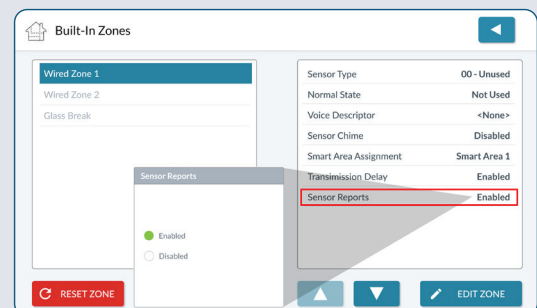 Built-In Zones
Wired Zone 1
Wired Zone 2
Glass Break
Sensor Type 00 - Unused
Normal State Not Used
Voice Descriptor <None>
Sensor Chime Disabled
Smart Area Assignment Smart Area 1
Transimission Delay Enabled
Sensor Reports Enabled
Sensor Reports
Enabled
Disabled
RESET ZONE
EDIT ZONE